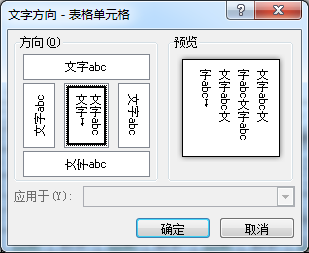 文字方向 - 表格单元格
方向(O)
文字abc
文字abc
文字abc
文字→
文字abc
文字abc
预览
文字abc文
字abc文字abc
文字abc文
字abc→
应用于(Y):
确定
取消